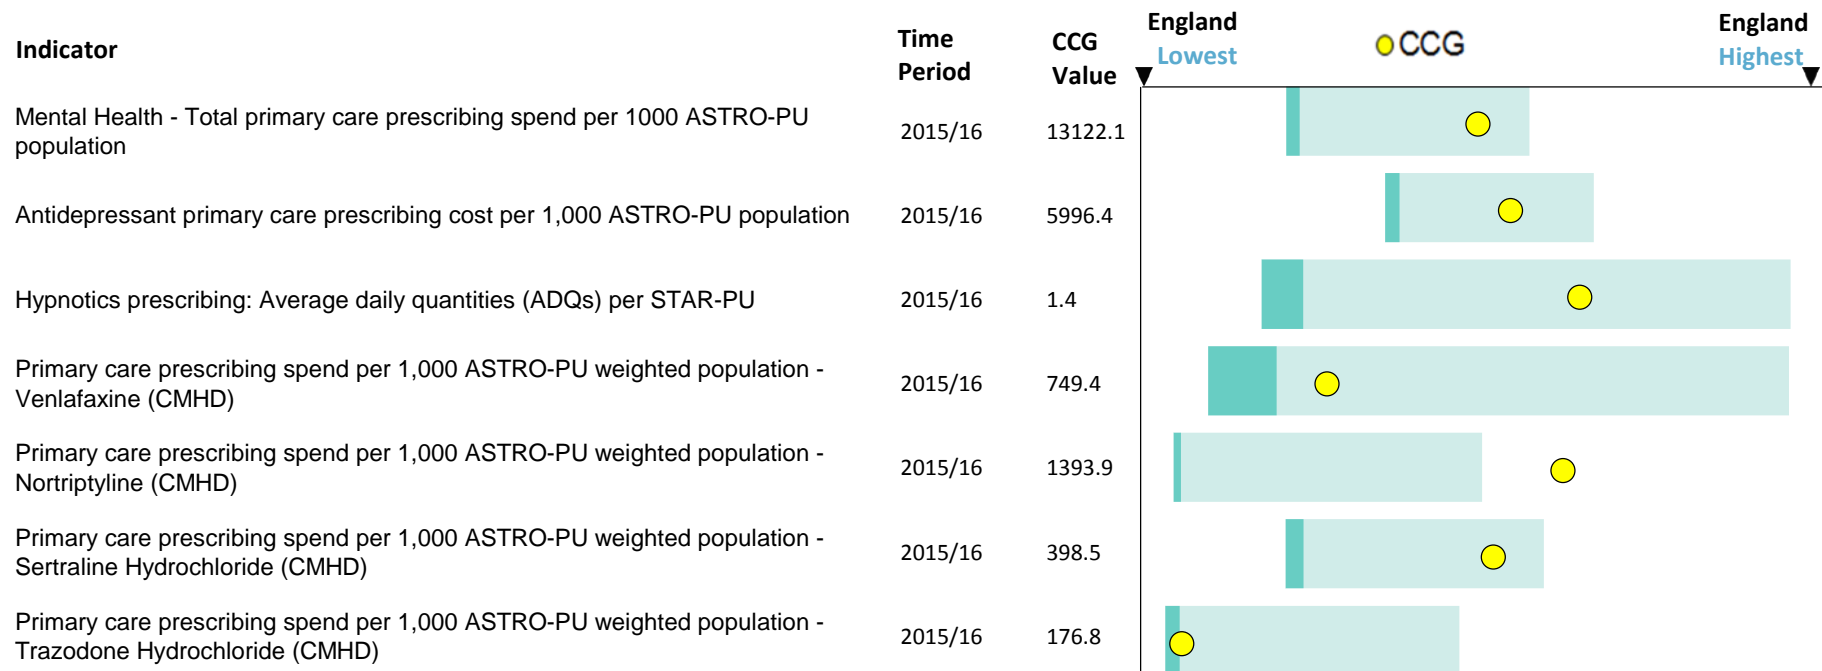 Indicator
Time Period
CCG Value
England Lowest
CCG
England Highest
Mental Health - Total primary care prescribing spend per 1000 ASTRO-PU
population
2015/16
13122.1
Antidepressant primary care prescribing cost per 1,000 ASTRO-PU population
2015/16
5996.4
Hypnotics prescribing: Average daily quantities (ADQs) per STAR-PU
2015/16
1.4
Primary care prescribing spend per 1,000 ASTRO-PU weighted population -
Venlafaxine (CMHD)
2015/16
749.4
Primary care prescribing spend per 1,000 ASTRO-PU weighted population -
Nortriptyline (CMHD)
2015/16
1393.9
Primary care prescribing spend per 1,000 ASTRO-PU weighted population -
Sertraline Hydrochloride (CMHD)
2015/16
398.5
Primary care prescribing spend per 1,000 ASTRO-PU weighted population -
Trazodone Hydrochloride (CMHD)
2015/16
176.8